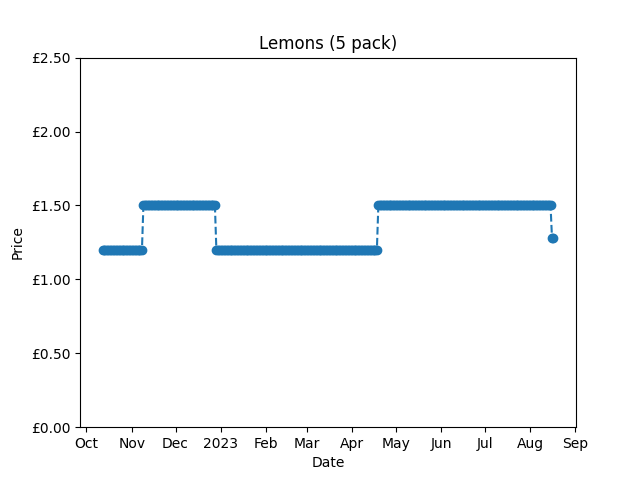 Lemons (5 pack)
£2.50
£2.00
£1.50
£1.00
£0.50
£0.00
Price
Oct Nov Dec 2023 Feb Mar Apr May Jun Jul Aug Sep
Date